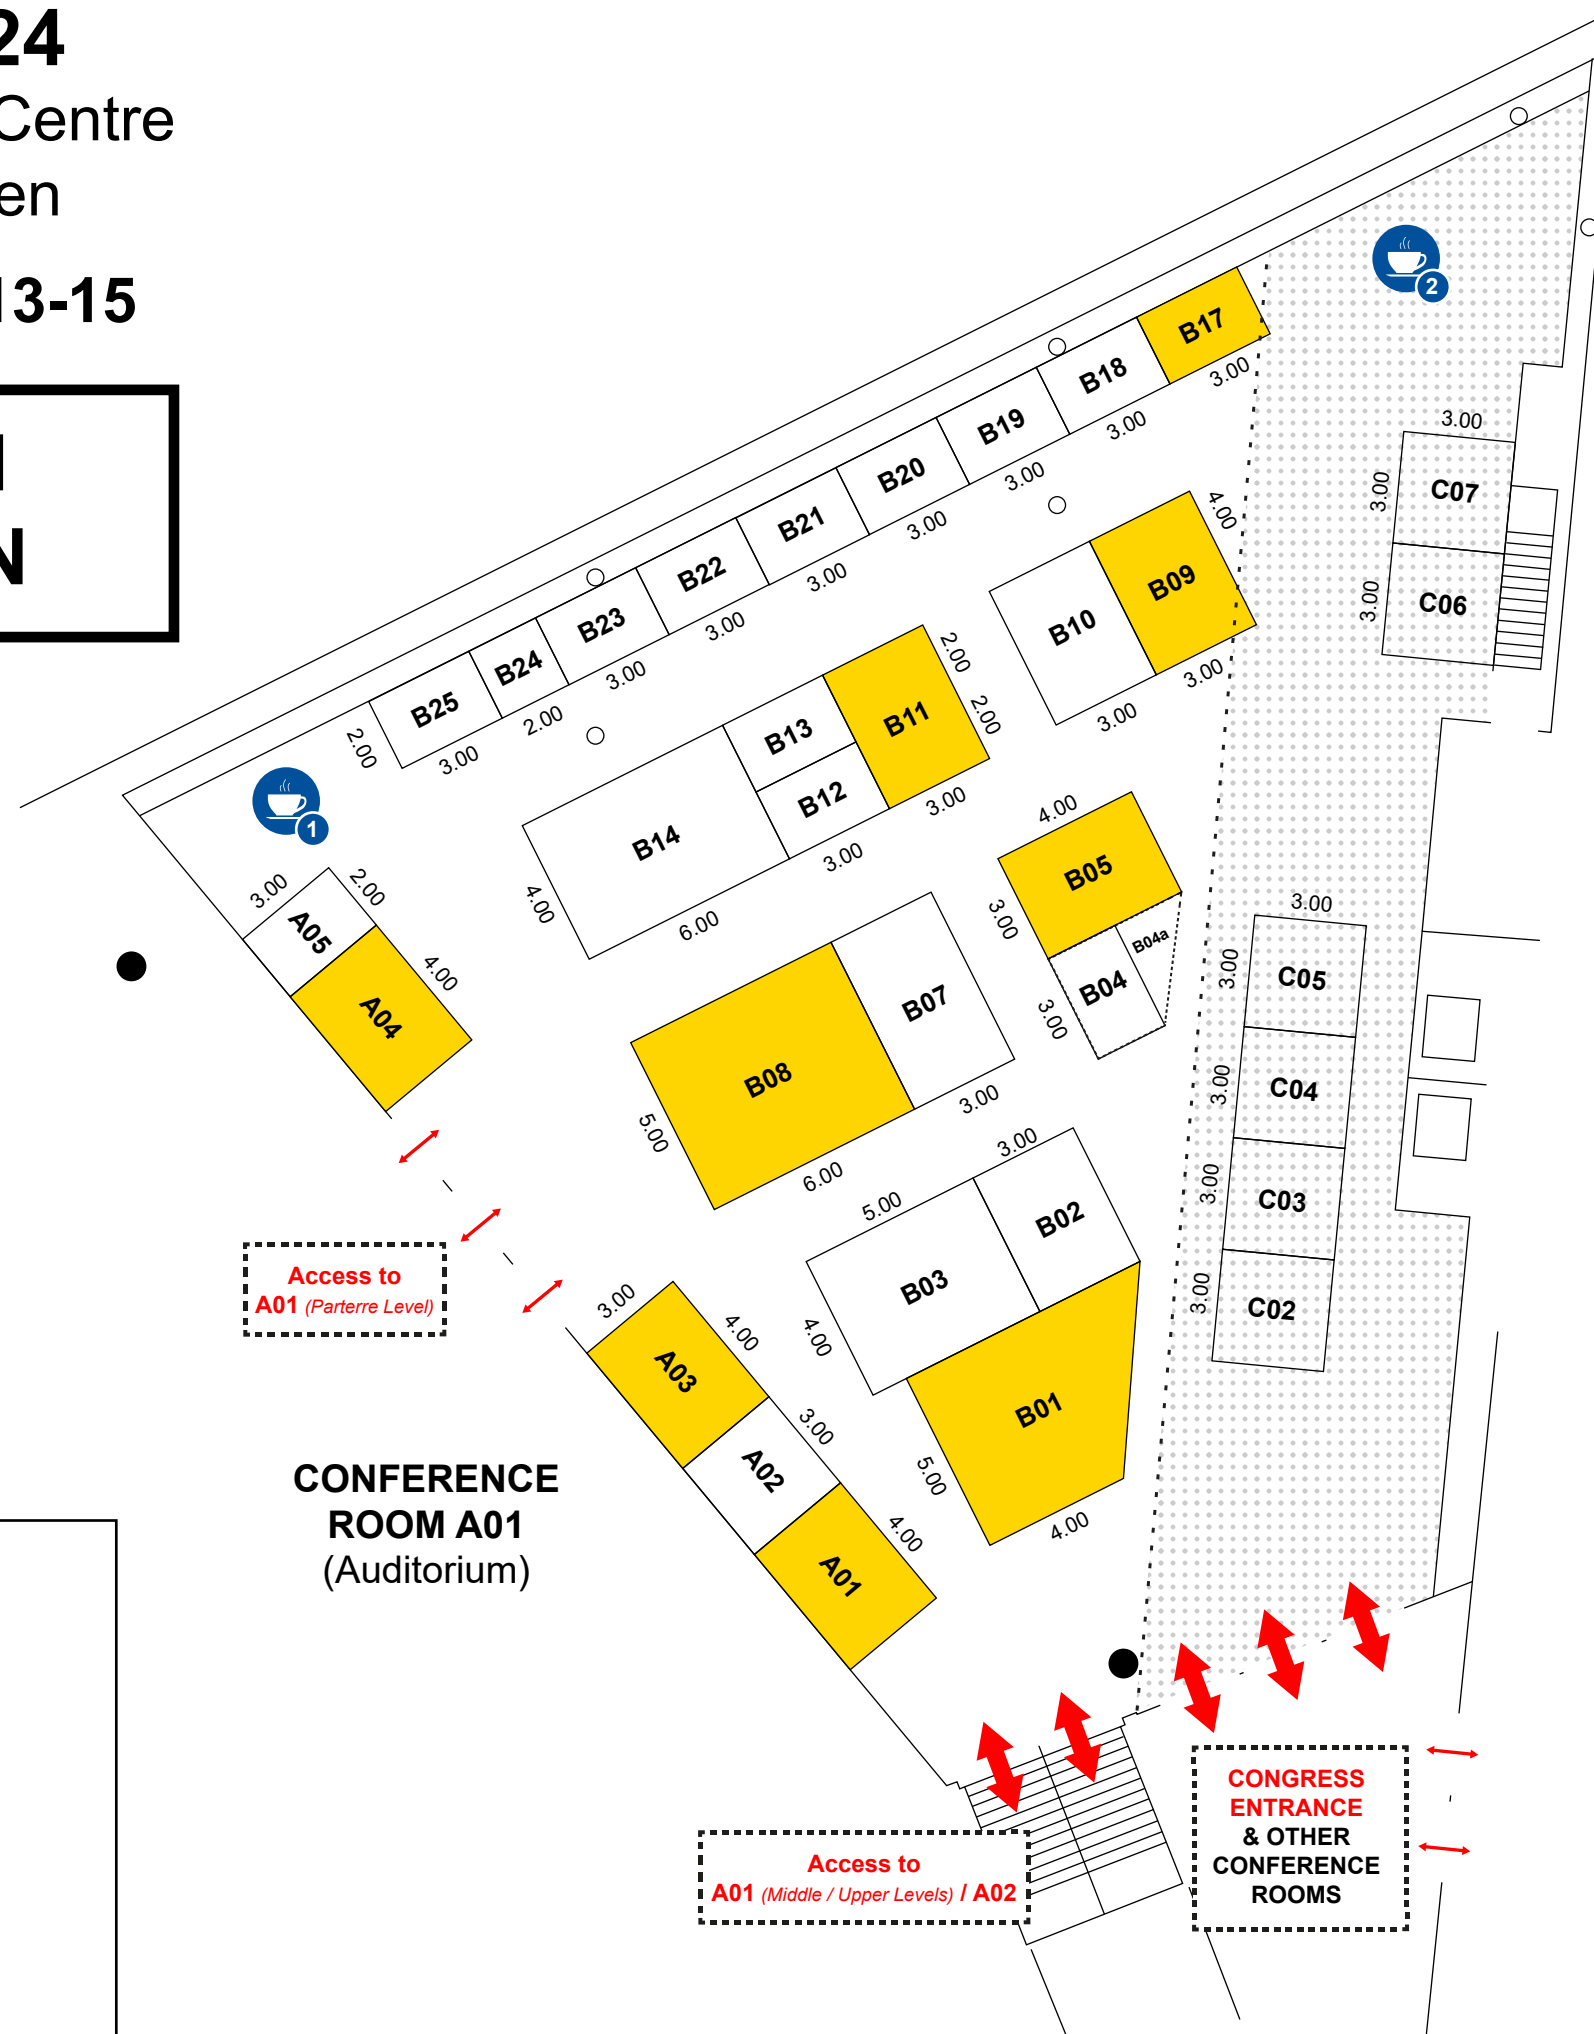 24
Centre
en
13-15
N
2
B17
3.00
B18
3.00
B19
3.00
B20
3.00
B21
3.00
B22
3.00
B23
3.00
B24
2.00
B25
3.00
2.00
3.00
C07
3.00
C06
3.00
4.00
B09
3.00
B10
3.00
2.00
2.00
B11
3.00
B13
B12
3.00
B14
4.00
6.00
1
3.00
2.00
A05
A04
4.00
4.00
B05
3.00
B04a
B04
3.00
B07
3.00
B08
5.00
6.00
3.00
C05
3.00
C04
3.00
C03
3.00
C02
3.00
3.00
5.00
B02
B03
4.00
B01
5.00
4.00
Access to
A01 (Parterre Level)
3.00
A03
4.00
A02
3.00
A01
4.00
CONFERENCE
ROOM A01
(Auditorium)
CONGRESS
ENTRANCE
& OTHER
CONFERENCE
ROOMS
Access to
A01 (Middle / Upper Levels) / A02